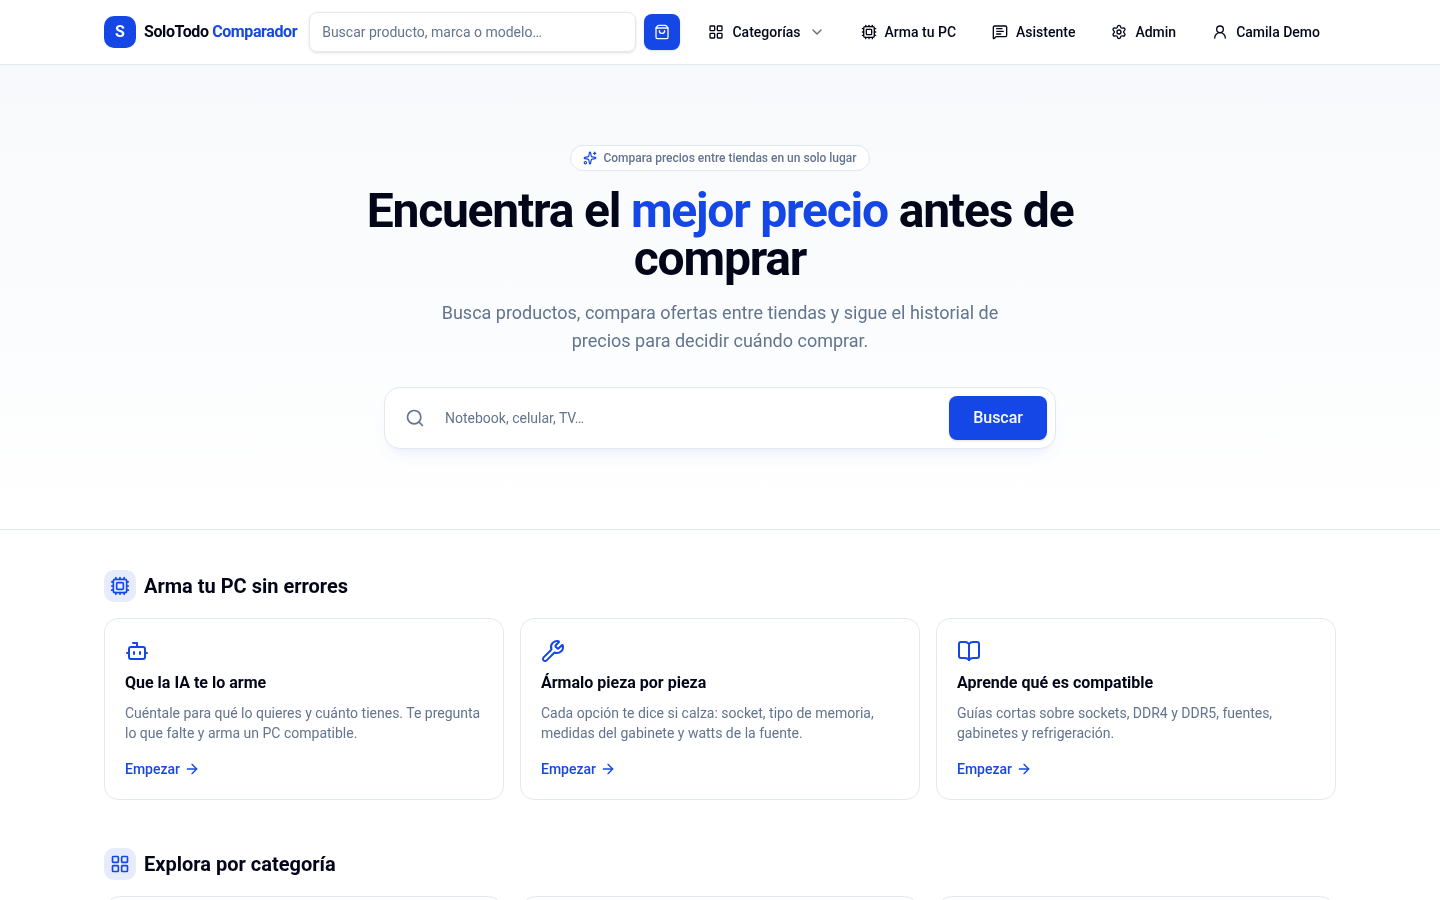 S SoloTodo Comparador
Buscar producto, marca o modelo...
Categorías
Arma tu PC
Asistente
Admin
Camila Demo
Compara precios entre tiendas en un solo lugar
Encuentra el mejor precio antes de
comprar
Busca productos, compara ofertas entre tiendas y sigue el historial de
precios para decidir cuándo comprar.
Notebook, celular, TV...
Buscar
Arma tu PC sin errores
Que la IA te lo arme
Cuéntale para qué lo quieres y cuánto tienes. Te pregunta
lo que falte y arma un PC compatible.
Empezar
Ármalo pieza por pieza
Cada opción te dice si calza: socket, tipo de memoria,
medidas del gabinete y watts de la fuente.
Empezar
Aprende qué es compatible
Guías cortas sobre sockets, DDR4 y DDR5, fuentes,
gabinetes y refrigeración.
Empezar
Explora por categoría